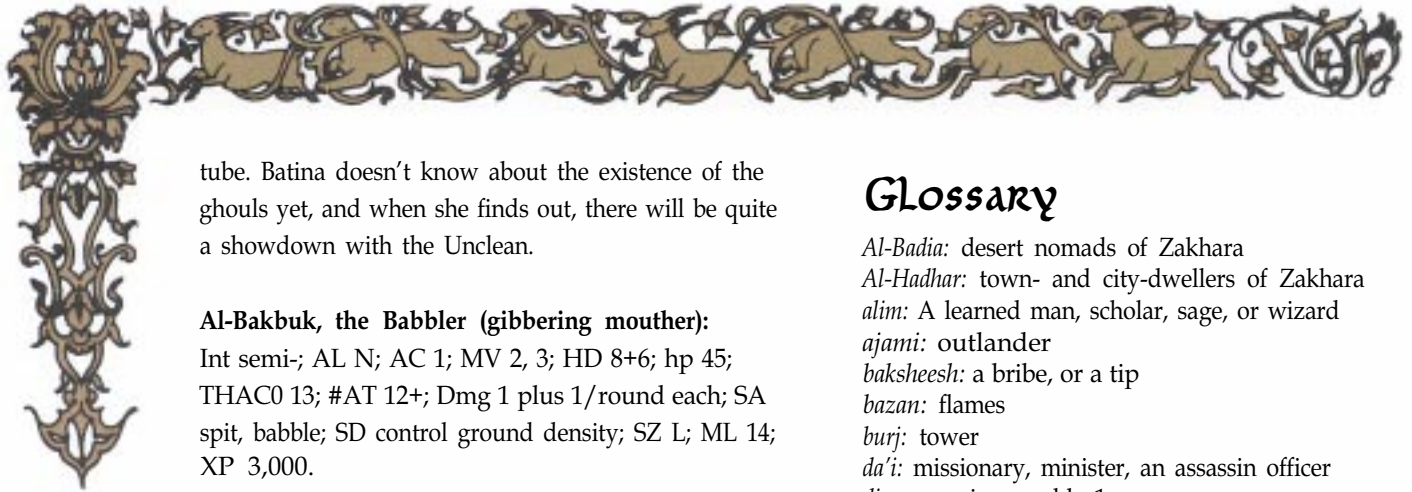 tube. Batina doesn't know about the existence of the
ghouls yet, and when she finds out, there will be quite
a showdown with the Unclean.
Al-Bakbuk, the Babbler (gibbering mouther):
Int semi-; AL N; AC 1; MV 2, 3; HD 8+6; hp 45;
THAC0 13; #AT 12+; Dmg 1 plus 1/round each; SA
spit, babble; SD control ground density; SZ L; ML 14;
XP 3,000.
Glossary
Al-Badia: desert nomads of Zakhara
Al-Hadhar: town- and city-dwellers of Zakhara
alim: A learned man, scholar, sage, or wizard
ajami: outlander
baksheesh: a bribe, or a tip
bazan: flames
burj: tower
da'i: missionary, minister, an assassin officer